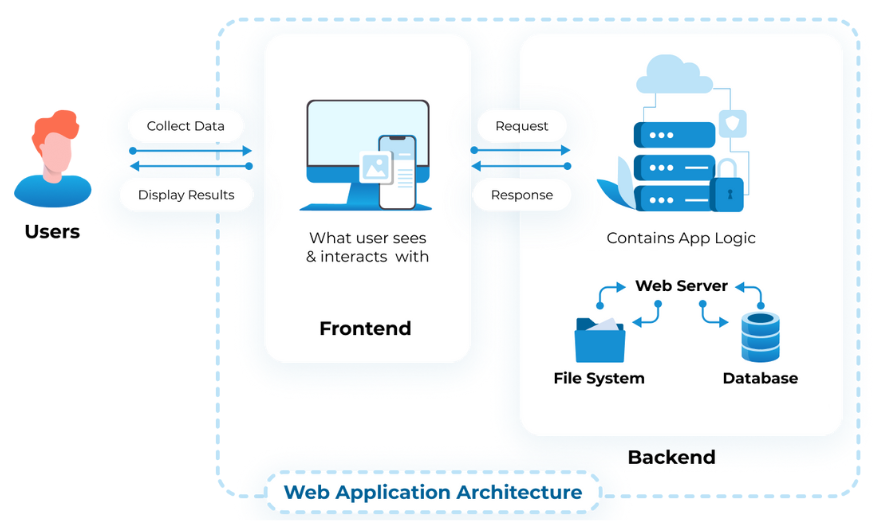 Collect Data
Display Results
Users
What user sees
& interacts with
Frontend
Request
Response
Contains App Logic
Web Server
File System
Database
Backend
Web Application Architecture